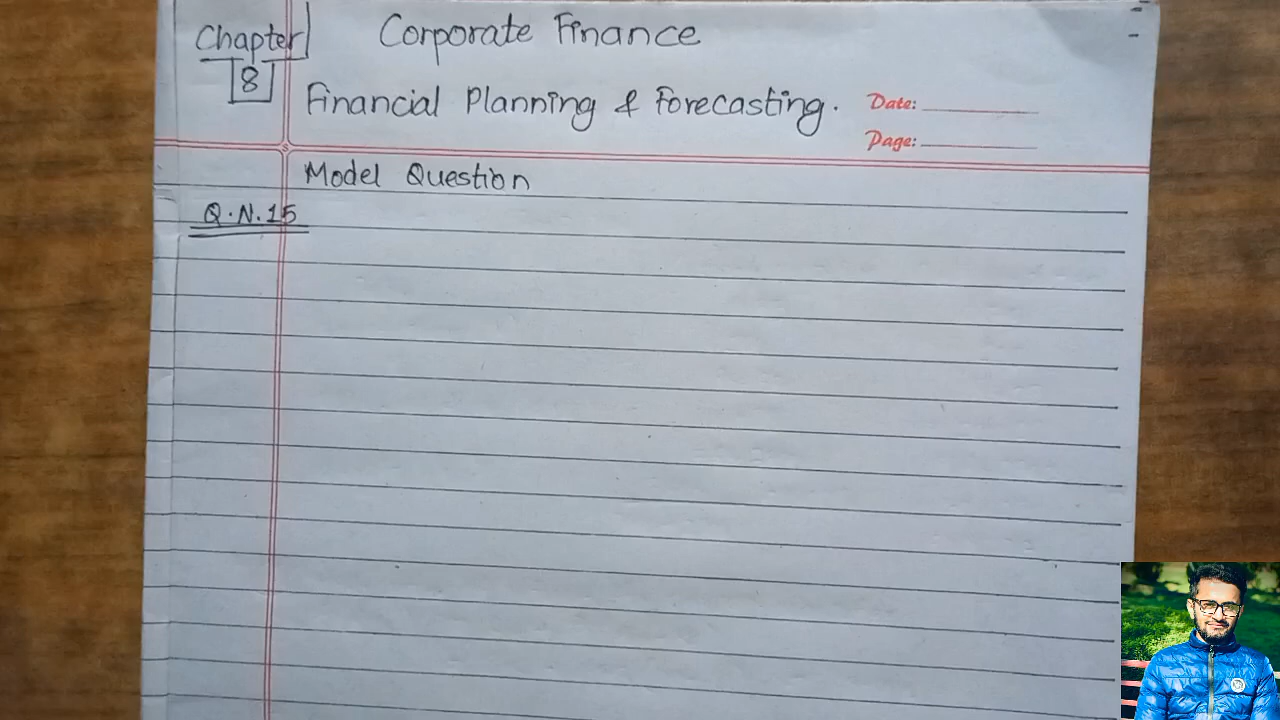 Chapter 8
Corporate Finance
Financial Planning & Forecasting.
Date:
Page:
Model Question
Q.N.15